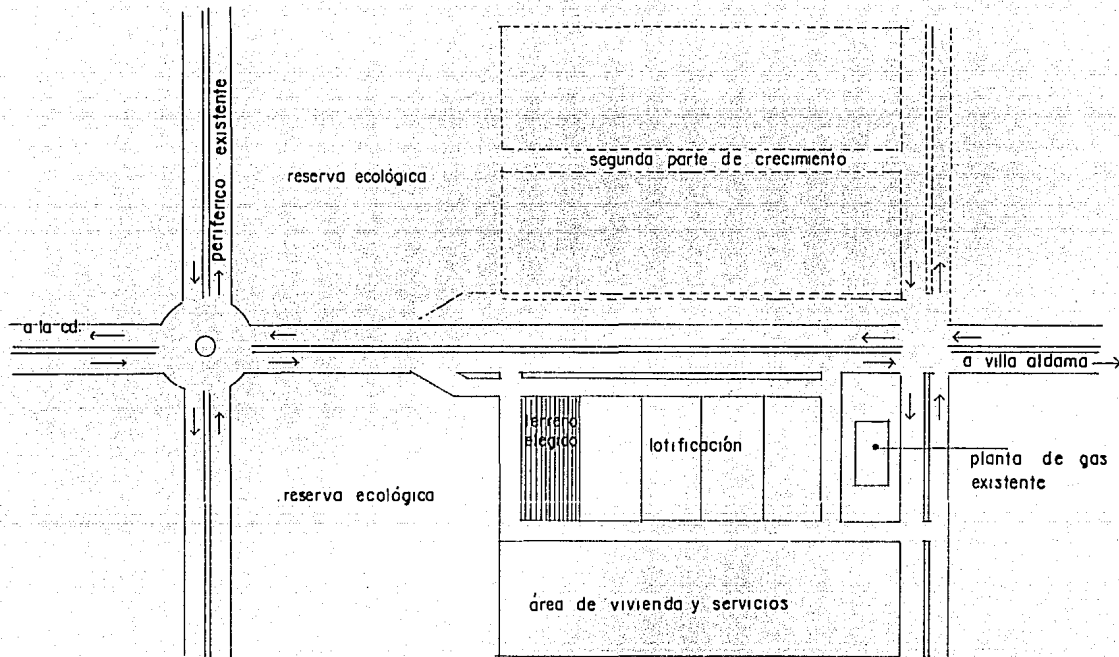 periferico existente
reserva ecológica
segunda parte de crecimiento
a la cd.
a villa aldama
terreno
elegido
lotificación
planta de gas
existente
reserva ecológica
área de vivienda y servicios